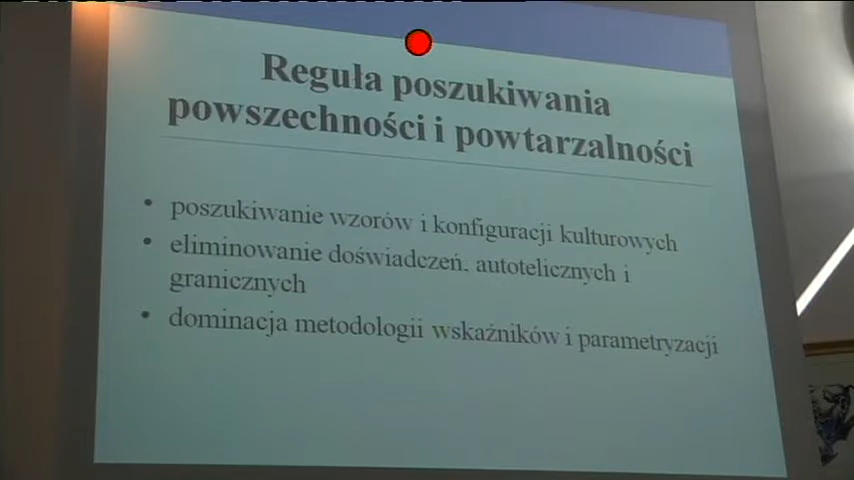 Reguła poszukiwania
powszechności i powtarzalności
• poszukiwanie wzorów i konfiguracji kulturowych
• eliminowanie doświadczeń. autotelicznych i
granicznych
• dominacja metodologii wskaźników i parametryzacji